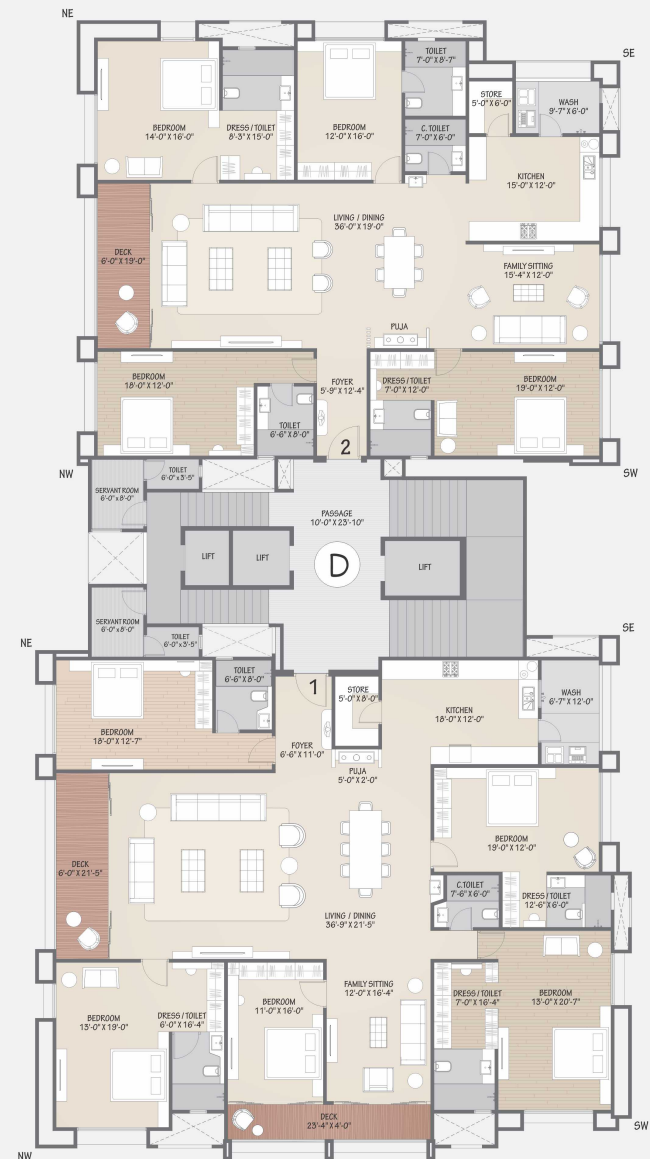 NE
SE
TOILET
7'-0" X 8'-7"
STORE
5'-0" X 6'-0"
WASH
9'-7" X 6'-0"
BEDROOM
14'-0" X 16'-0"
DRESS / TOILET
8'-3" X 15'-0"
BEDROOM
12'-0" X 16'-0"
C. TOILET
7'-0" X 6'-0"
KITCHEN
15'-0" X 12'-0"
LIVING / DINING
36'-0" X 19'-0"
DECK
6'-0" X 19'-0"
FAMILY SITTING
15'-4" X 12'-0"
PUJA
BEDROOM
18'-0" X 12'-0"
FOYER
5'-9" X 12'-4"
DRESS / TOILET
7'-0" X 12'-0"
BEDROOM
19'-0" X 12'-0"
TOILET
6'-6" X 8'-0"
2
NW
SW
TOILET
6'-0" x 3'-5"
SERVANT ROOM
6'-0" x 8'-0"
PASSAGE
10'-0" X 23'-10"
LIFT
LIFT
D
LIFT
SERVANT ROOM
6'-0" x 8'-0"
TOILET
6'-0" x 3'-5"
NE
SE
TOILET
6'-6" X 8'-0"
1
STORE
5'-0" X 8'-0"
KITCHEN
18'-0" X 12'-0"
WASH
6'-7" X 12'-0"
BEDROOM
18'-0" X 12'-7"
FOYER
6'-6" X 11'-0"
PUJA
5'-0" X 2'-0"
DECK
6'-0" X 21'-5"
BEDROOM
19'-0" X 12'-0"
C.TOILET
7'-6" X 6'-0"
DRESS / TOILET
12'-6" X 6'-0"
LIVING / DINING
36'-9" X 21'-5"
BEDROOM
13'-0" X 19'-0"
DRESS / TOILET
6'-0" X 16'-4"
BEDROOM
11'-0" X 16'-0"
FAMILY SITTING
12'-0" X 16'-4"
DRESS / TOILET
7'-0" X 16'-4"
BEDROOM
13'-0" X 20'-7"
DECK
23'-4" X 4'-0"
SW
NW